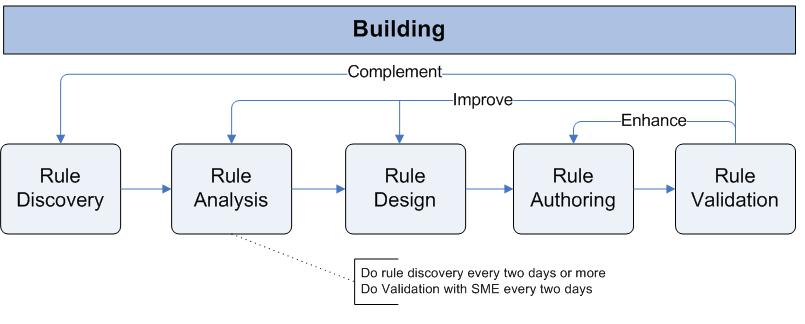 Building
Complement
Improve
Enhance
Rule
Discovery
Rule
Analysis
Rule
Design
Rule
Authoring
Rule
Validation
Do rule discovery every two days or more
Do Validation with SME every two days